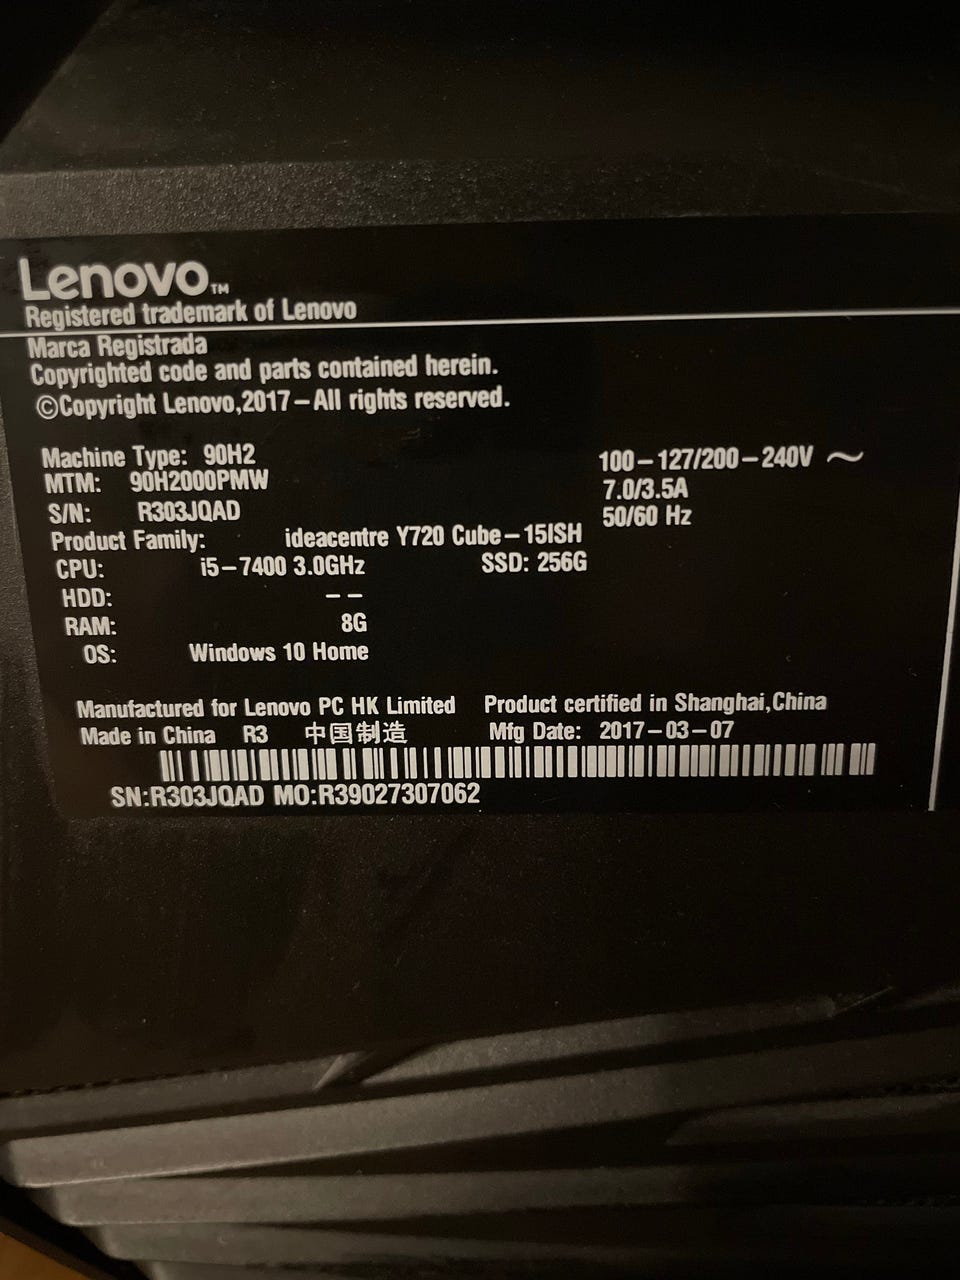 Lenovo™
Registered trademark of Lenovo
Marca Registrada
Copyrighted code and parts contained herein.
©Copyright Lenovo,2017–All rights reserved.
Machine Type: 90H2
MTM: 90H2000PMW
S/N: R303JQAD
Product Family: ideacentre Y720 Cube–15ISH
CPU: i5–7400 3.0GHz SSD: 256G
HDD: – –
RAM: 8G
OS: Windows 10 Home
100–127/200–240V ~
7.0/3.5A
50/60 Hz
Manufactured for Lenovo PC HK Limited Product certified in Shanghai,China
Made in China R3 中国制造 Mfg Date: 2017–03–07
SN:R303JQAD MO:R39027307062